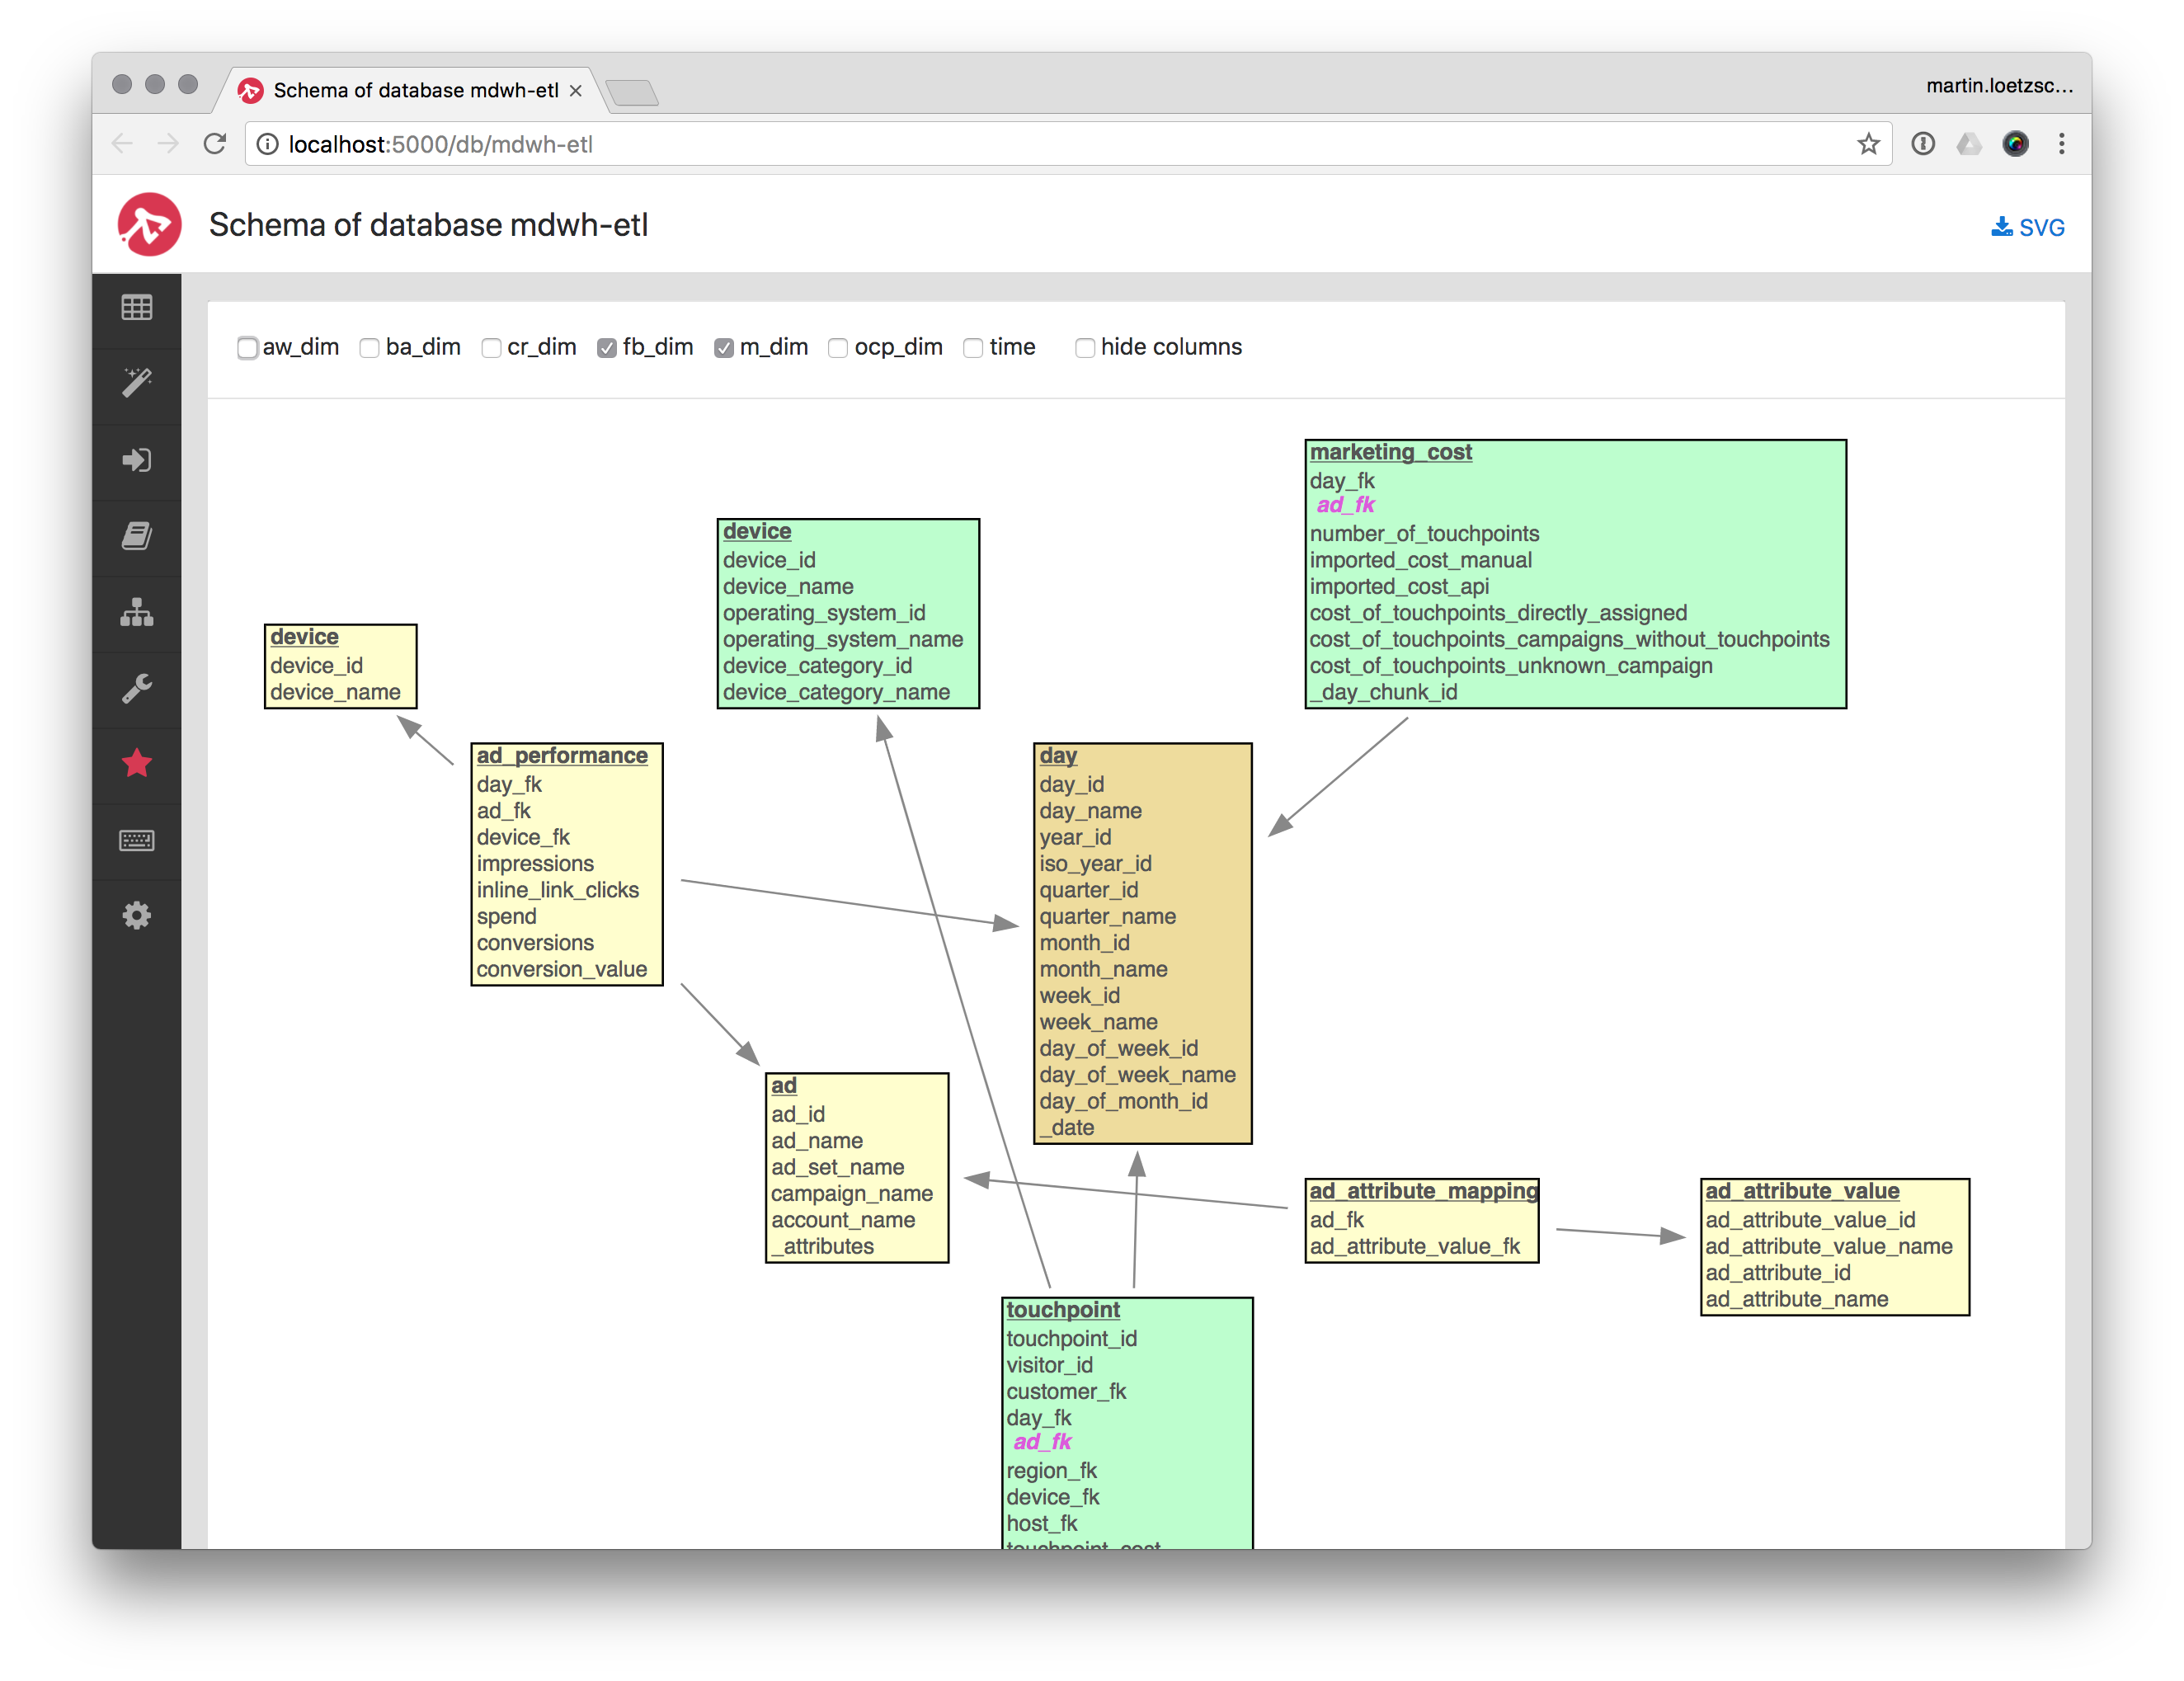 Schema of database mdwh-etl
martin.loetzsc...
localhost:5000/db/mdwh-etl
Schema of database mdwh-etl
SVG
aw_dim ba_dim cr_dim fb_dim m_dim ocp_dim time hide columns
marketing_cost
day_fk
ad_fk
number_of_touchpoints
imported_cost_manual
imported_cost_api
cost_of_touchpoints_directly_assigned
cost_of_touchpoints_campaigns_without_touchpoints
cost_of_touchpoints_unknown_campaign
_day_chunk_id
device
device_id
device_name
operating_system_id
operating_system_name
device_category_id
device_category_name
device
device_id
device_name
ad_performance
day_fk
ad_fk
device_fk
impressions
inline_link_clicks
spend
conversions
conversion_value
day
day_id
day_name
year_id
iso_year_id
quarter_id
quarter_name
month_id
month_name
week_id
week_name
day_of_week_id
day_of_week_name
day_of_month_id
_date
ad
ad_id
ad_name
ad_set_name
campaign_name
account_name
_attributes
ad_attribute_mapping
ad_fk
ad_attribute_value_fk
ad_attribute_value
ad_attribute_value_id
ad_attribute_value_name
ad_attribute_id
ad_attribute_name
touchpoint
touchpoint_id
visitor_id
customer_fk
day_fk
ad_fk
region_fk
device_fk
host_fk
touchpoint_cost